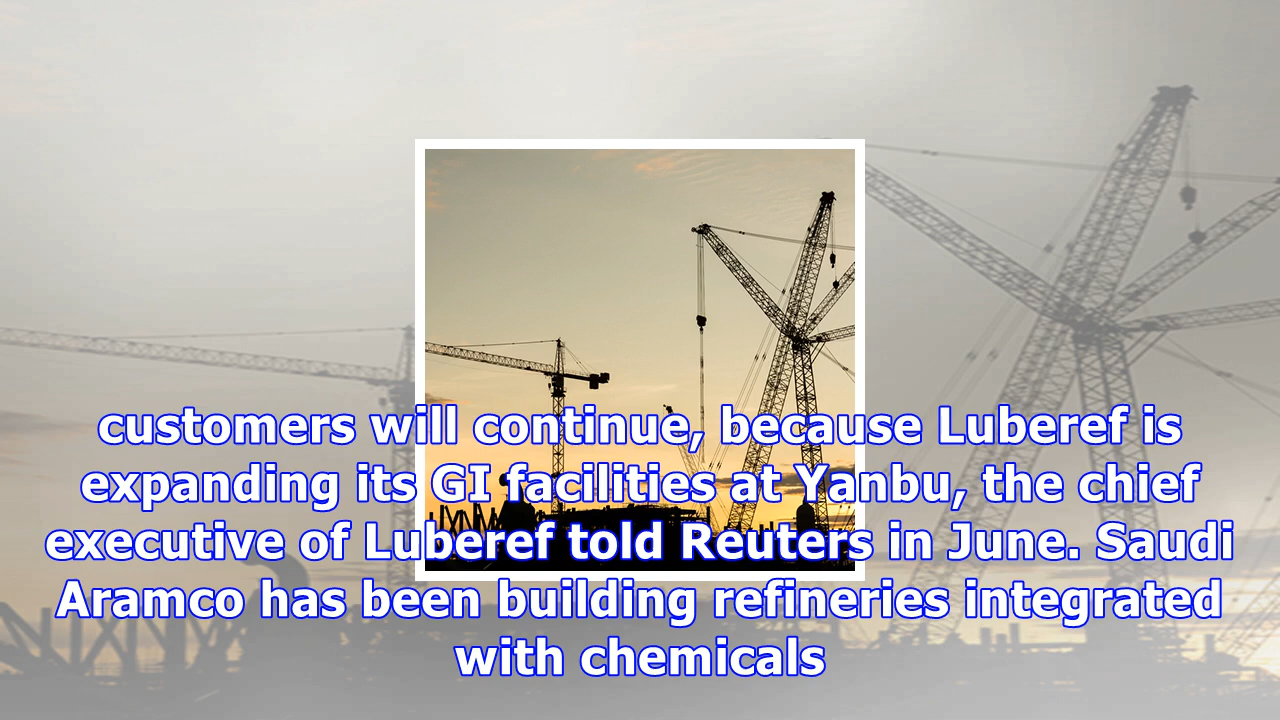 customers will continue, because Luberef is
expanding its GI facilities at Yanbu, the chief
executive of Luberef told Reuters in June. Saudi
Aramco has been building refineries integrated
with chemicals